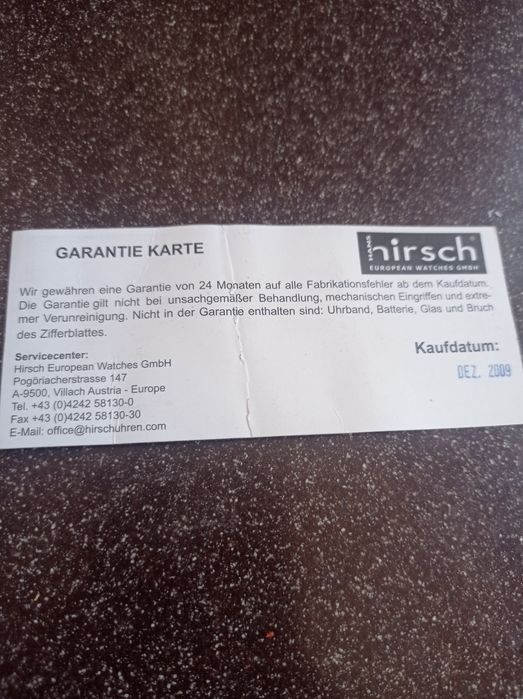 GARANTIE KARTE
HANS hirsch®
EUROPEAN WATCHES GMBH
Wir gewähren eine Garantie von 24 Monaten auf alle Fabrikationsfehler ab dem Kaufdatum.
Die Garantie gilt nicht bei unsachgemäßer Behandlung, mechanischen Eingriffen und extre-
mer Verunreinigung. Nicht in der Garantie enthalten sind: Uhrband, Batterie, Glas und Bruch
des Zifferblattes.
Servicecenter:
Hirsch European Watches GmbH
Pogöriacherstrasse 147
A-9500, Villach Austria - Europe
Tel. +43 (0)4242 58130-0
Fax +43 (0)4242 58130-30
E-Mail: office@hirschuhren.com
Kaufdatum:
DEZ. 2009